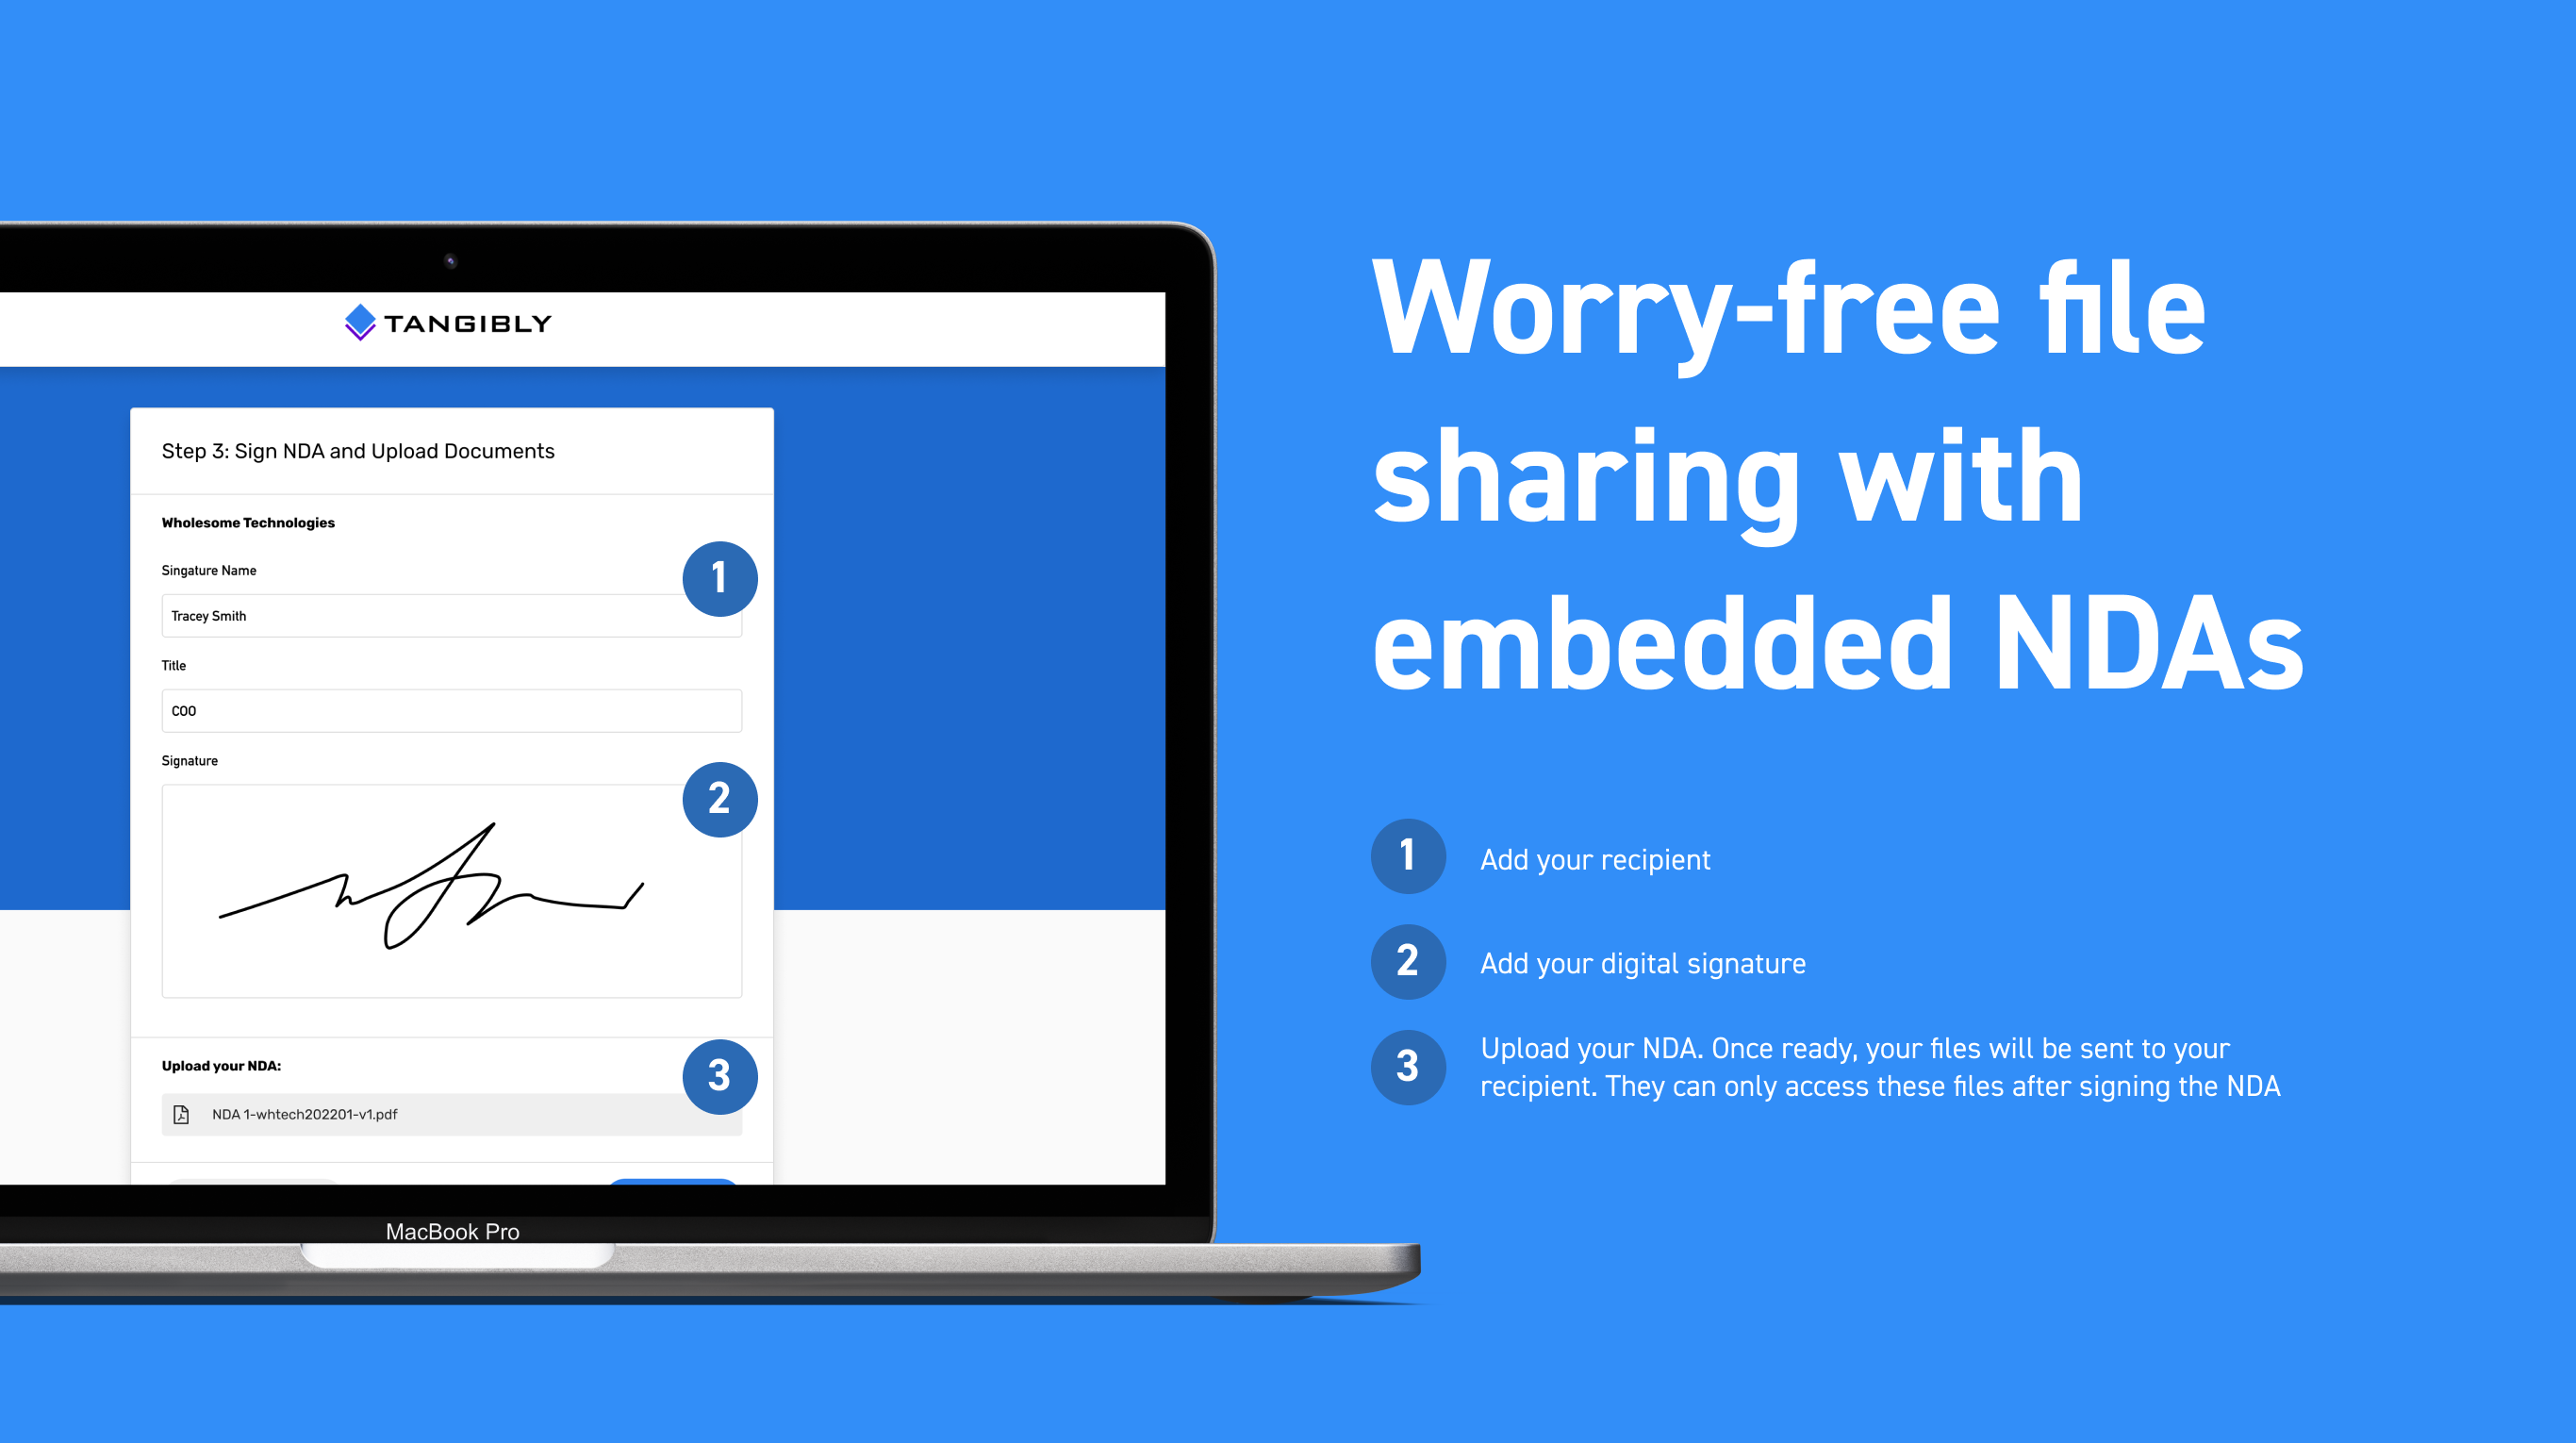 TANGIBLY
Step 3: Sign NDA and Upload Documents
Wholesome Technologies
Singature Name
1
Tracey Smith
Title
COO
Signature
2
Upload your NDA:
3
NDA 1-whtech202201-v1.pdf
MacBook Pro
Worry-free file
sharing with
embedded NDAs
1 Add your recipient
2 Add your digital signature
3 Upload your NDA. Once ready, your files will be sent to your
recipient. They can only access these files after signing the NDA